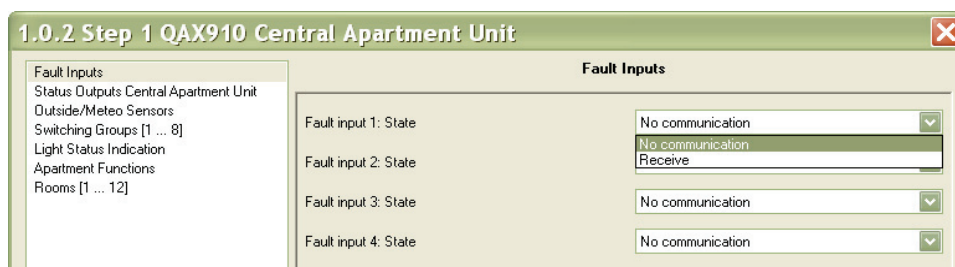 1.0.2 Step 1 QAX910 Central Apartment Unit
Fault Inputs
Status Outputs Central Apartment Unit
Outside/Meteo Sensors
Switching Groups [1 ... 8]
Light Status Indication
Apartment Functions
Rooms [1 ... 12]
Fault Inputs
Fault input 1: State
No communication
No communication
Receive
Fault input 2: State
Fault input 3: State
No communication
Fault input 4: State
No communication